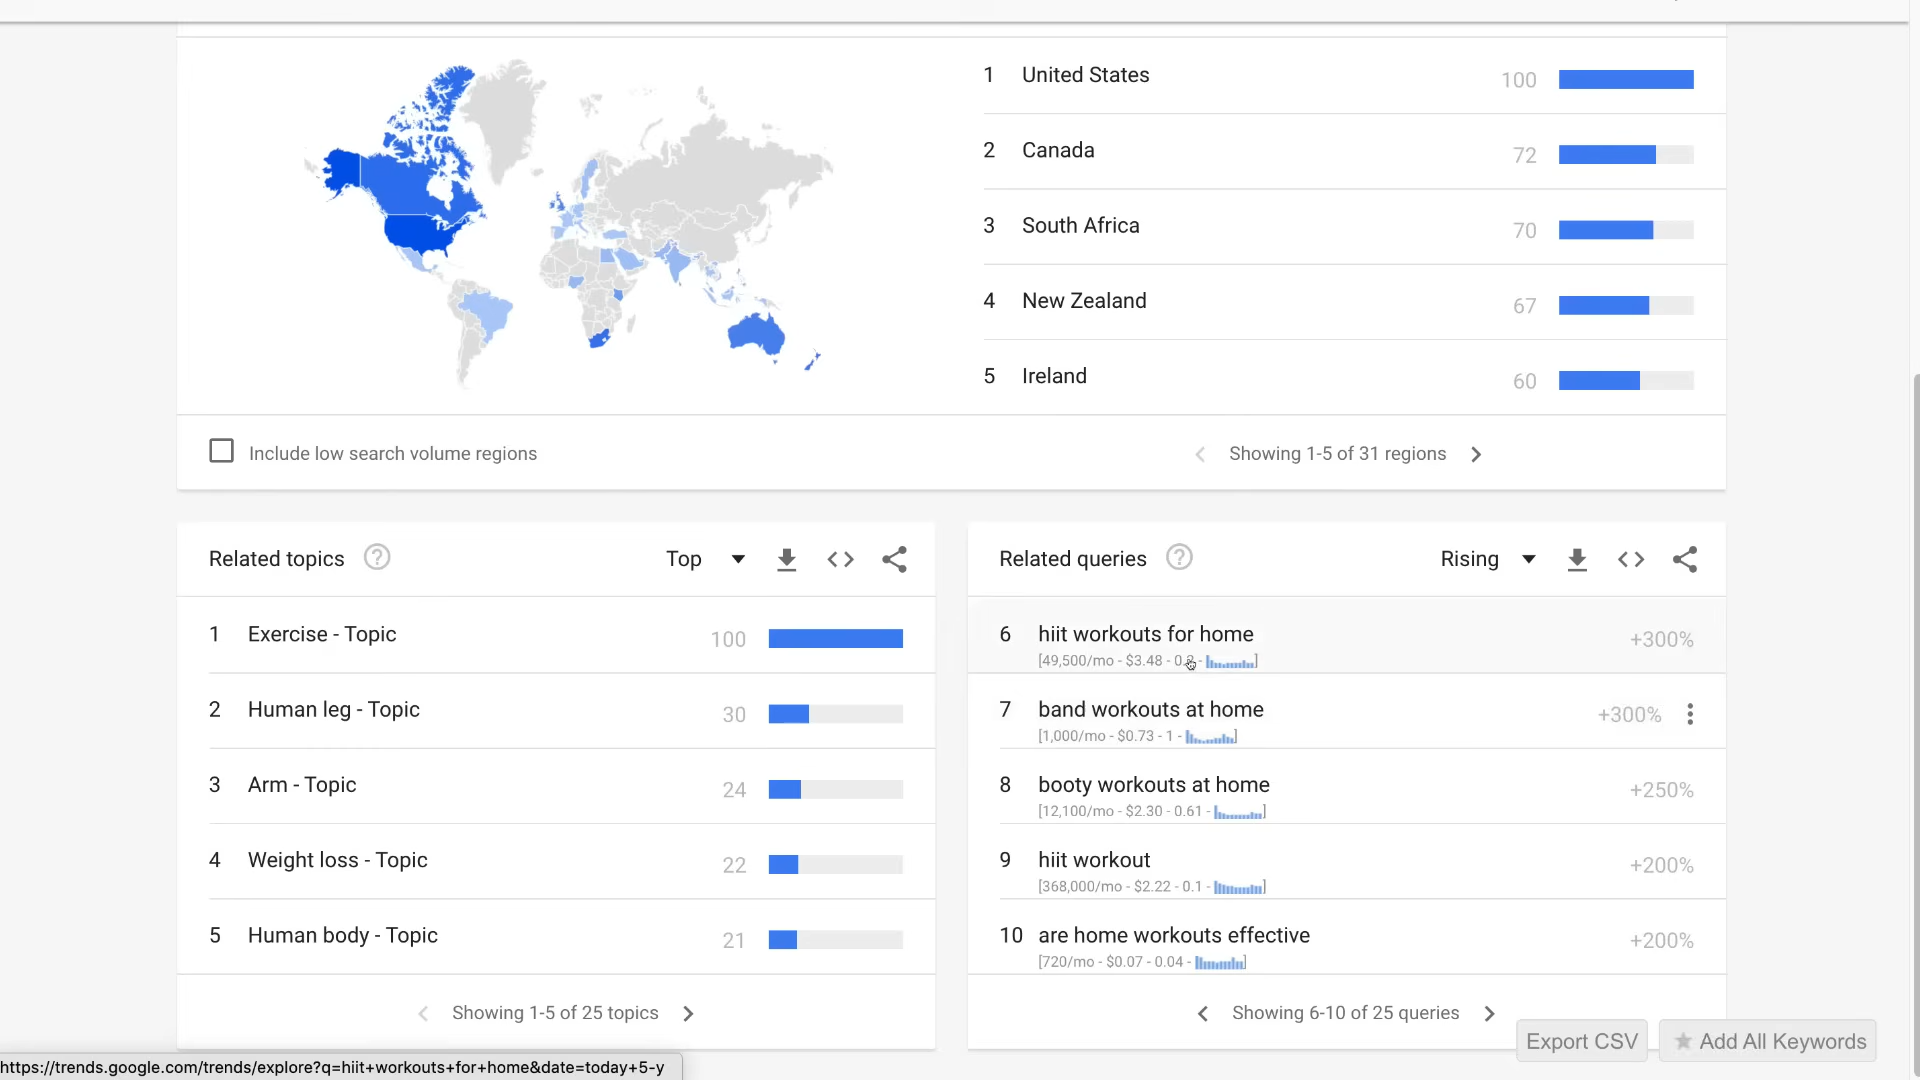 1 United States 100
2 Canada 72
3 South Africa 70
4 New Zealand 67
5 Ireland 60
Include low search volume regions
Showing 1-5 of 31 regions
Related topics
Top
1 Exercise - Topic 100
2 Human leg - Topic 30
3 Arm - Topic 24
4 Weight loss - Topic 22
5 Human body - Topic 21
Showing 1-5 of 25 topics
Related queries
Rising
6 hiit workouts for home +300%
[49,500/mo - $3.48 - - ]
7 band workouts at home +300%
[1,000/mo - $0.73 - 1 - ]
8 booty workouts at home +250%
[12,100/mo - $2.30 - 0.61 - ]
9 hiit workout +200%
[368,000/mo - $2.22 - 0.1 - ]
10 are home workouts effective +200%
[720/mo - $0.07 - 0.04 - ]
Showing 6-10 of 25 queries
Export CSV
Add All Keywords
https://trends.google.com/trends/explore?q=hiit+workouts+for+home&date=today+5-y